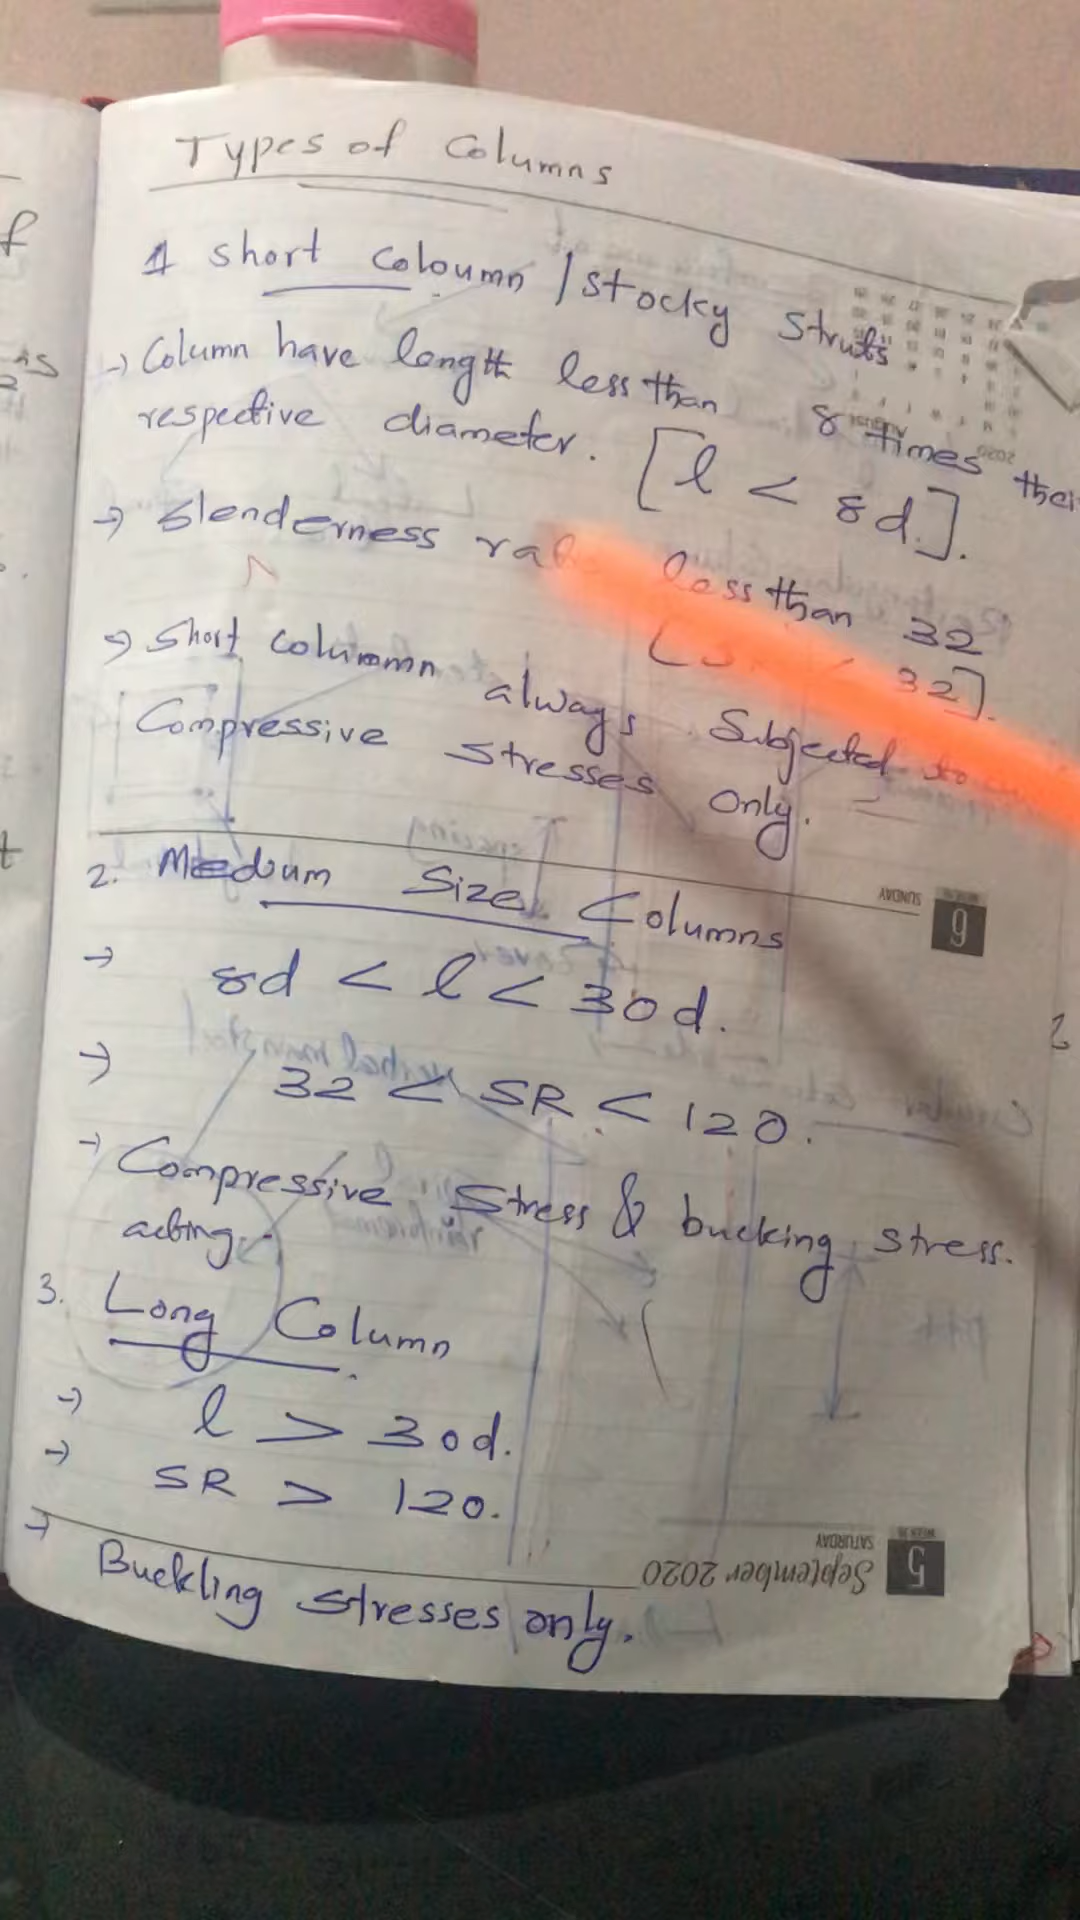 Types of Columns
1 short Coloumn / Stocky Struts
→ Column have length less than 8 times their
respective diameter. [l < 8d].
→ Slenderness ratio less than 32
32].
→ Short colummn always Subjected to
Compressive Stresses only.
2. Medium Size Columns
SUNDAY
6
→ 8d < l < 30d.
→ 32 < SR < 120.
→ Compressive Stress & bucking stress.
acting.
3. Long Column
→ l > 30d.
→ SR > 120.
SATURDAY
September 2020
5
→ Buckling Stresses only.